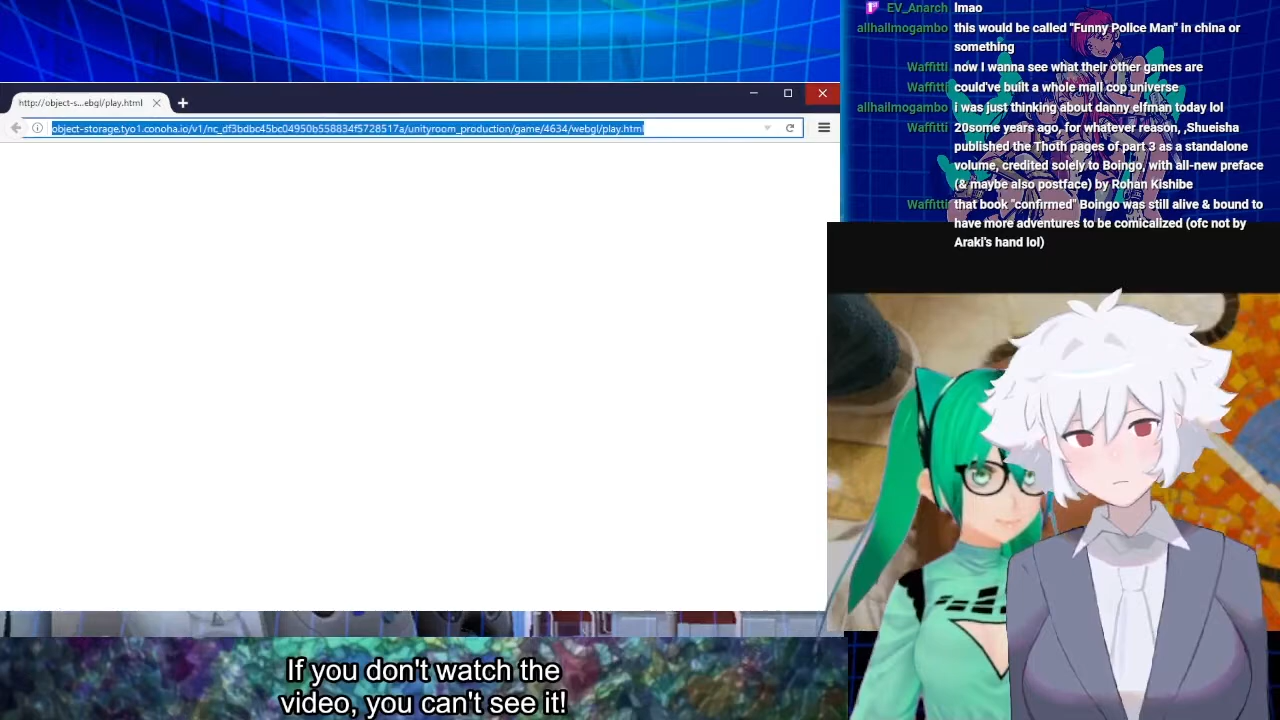 http://object-s...ebgl/play.html
object-storage.tyo1.conoha.io/v1/nc_df3bdbc45bc04950b558834f5728517a/unityroom_production/game/4634/webgl/play.html
If you don't watch the
video, you can't see it!
EV_Anarch lmao
allhailmogambo this would be called "Funny Police Man" in china or
something
Waffitti now I wanna see what their other games are
Waffitti could've built a whole mall cop universe
allhailmogambo i was just thinking about danny elfman today lol
Waffitti 20some years ago, for whatever reason, ,Shueisha
published the Thoth pages of part 3 as a standalone
volume, credited solely to Boingo, with all-new preface
(& maybe also postface) by Rohan Kishibe
Waffitti that book "confirmed" Boingo was still alive & bound to
have more adventures to be comicalized (ofc not by
Araki's hand lol)